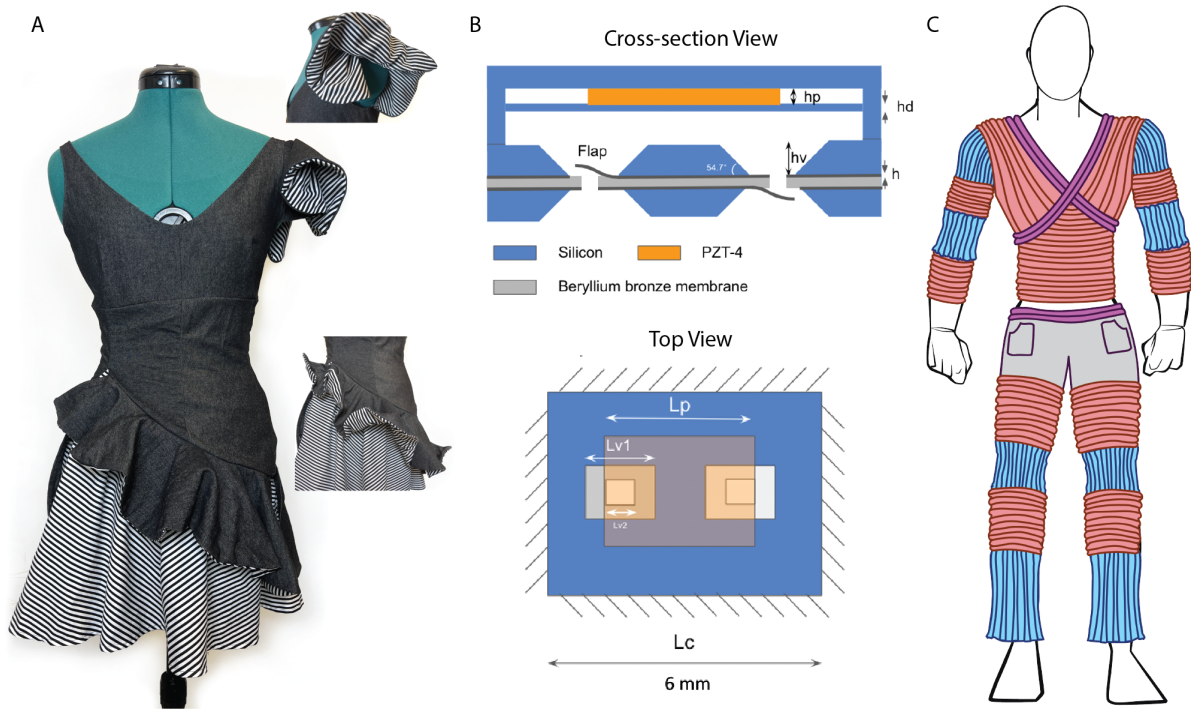 A
B
Cross-section View
hp
hd
Flap
54.7°
hv
h
Silicon
PZT-4
Beryllium bronze membrane
Top View
Lp
Lv1
Lv2
Lc
6 mm
C